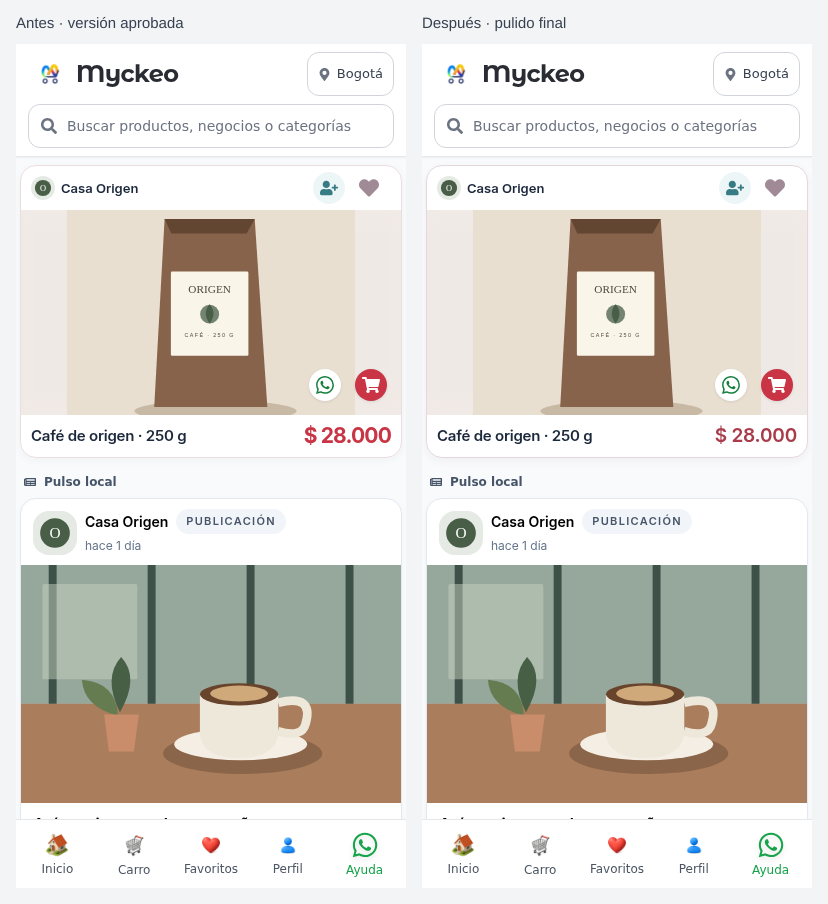 Antes · versión aprobada
Myckeo
Bogotá
Buscar productos, negocios o categorías
O Casa Origen
ORIGEN
CAFÉ · 250 G
Café de origen · 250 g $ 28.000
Pulso local
O Casa Origen PUBLICACIÓN
hace 1 día
Inicio Carro Favoritos Perfil Ayuda
Después · pulido final
Myckeo
Bogotá
Buscar productos, negocios o categorías
O Casa Origen
ORIGEN
CAFÉ · 250 G
Café de origen · 250 g $ 28.000
Pulso local
O Casa Origen PUBLICACIÓN
hace 1 día
Inicio Carro Favoritos Perfil Ayuda